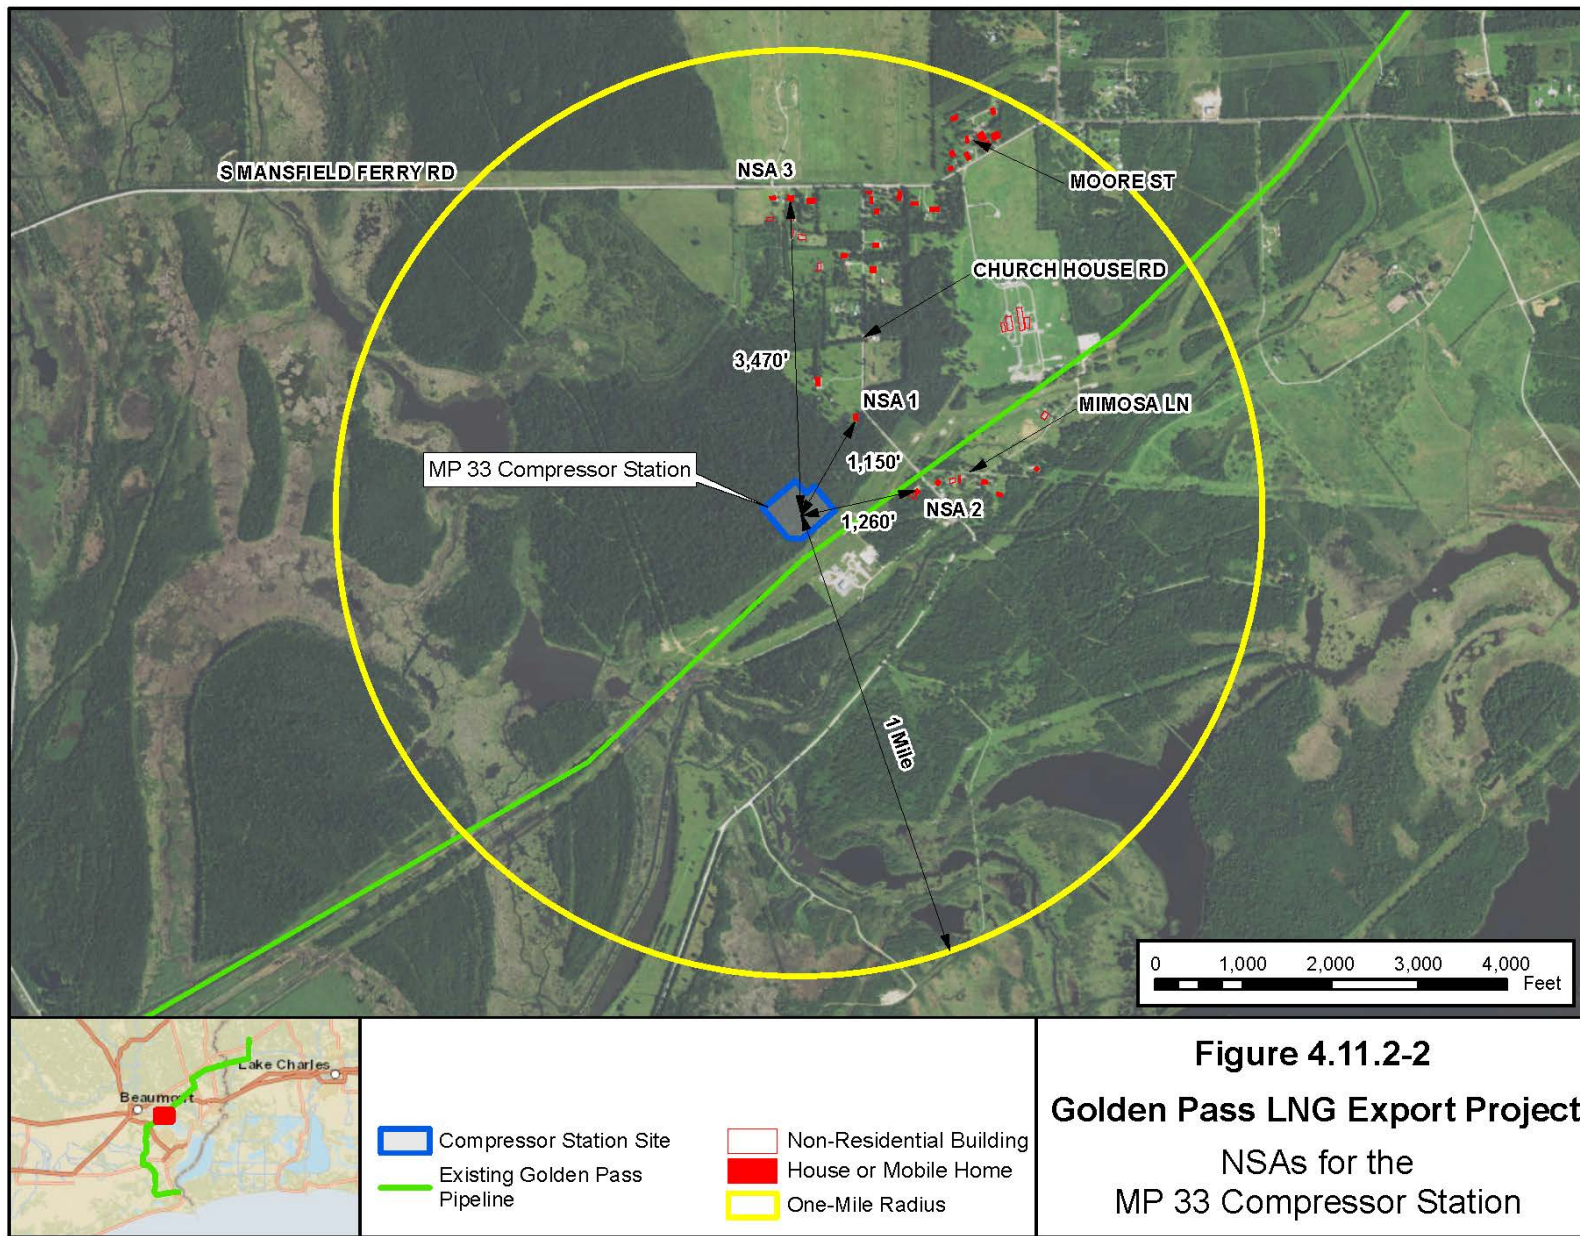 S MANSFIELD FERRY RD
NSA 3
MOORE ST
CHURCH HOUSE RD
3,470'
NSA 1
MIMOSA LN
MP 33 Compressor Station
1,150'
NSA 2
1,260'
1 Mile
0 1,000 2,000 3,000 4,000
Feet
Lake Charles
Beaumont
Compressor Station Site
Existing Golden Pass
Pipeline
Non-Residential Building
House or Mobile Home
One-Mile Radius
Figure 4.11.2-2
Golden Pass LNG Export Project
NSAs for the
MP 33 Compressor Station